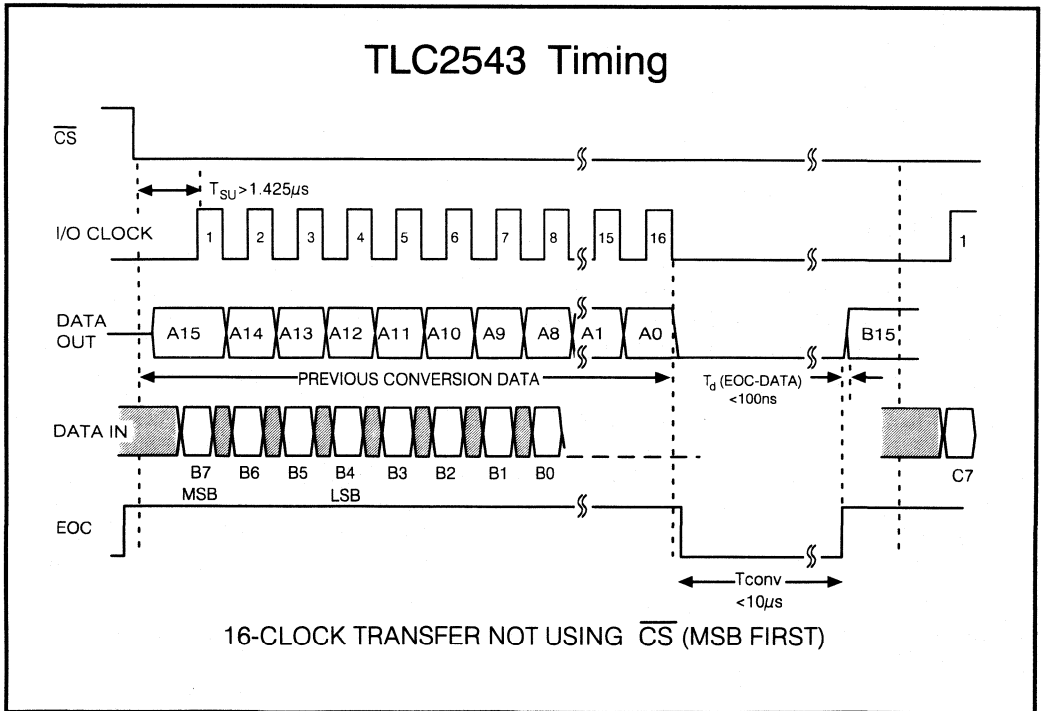 TLC2543 Timing
CS
TSU>1.425µs
I/O CLOCK
1 2 3 4 5 6 7 8 15 16 1
DATA OUT
A15 A14 A13 A12 A11 A10 A9 A8 A1 A0 B15
PREVIOUS CONVERSION DATA
Td (EOC-DATA)
<100ns
DATA IN
B7 B6 B5 B4 B3 B2 B1 B0 C7
MSB LSB
EOC
Tconv
<10µs
16-CLOCK TRANSFER NOT USING CS (MSB FIRST)